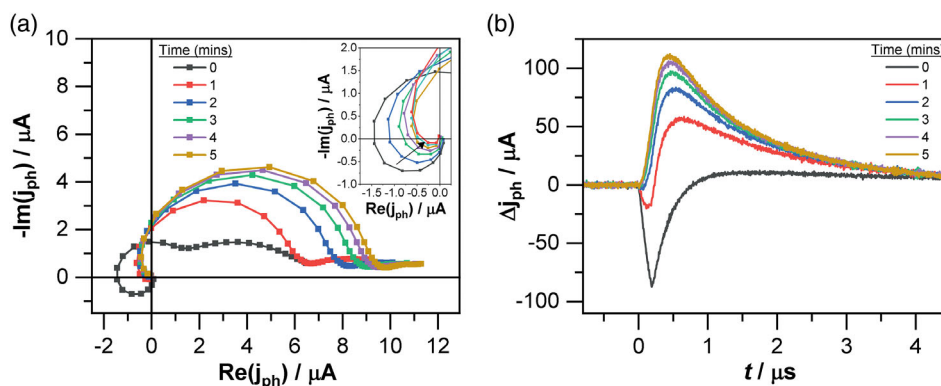 (a)
10
8
6
4
2
0
-Im(jph) / μA
Time (mins)
0
1
2
3
4
5
2.0
1.5
1.0
0.5
0.0
-0.5
-1.0
-Im(jph) / μA
-1.5 -1.0 -0.5 0.0
Re(jph) / μA
-2 0 2 4 6 8 10 12
Re(jph) / μA
(b)
100
50
0
-50
-100
Δjph / μA
Time (mins)
0
1
2
3
4
5
0 1 2 3 4
t / μs